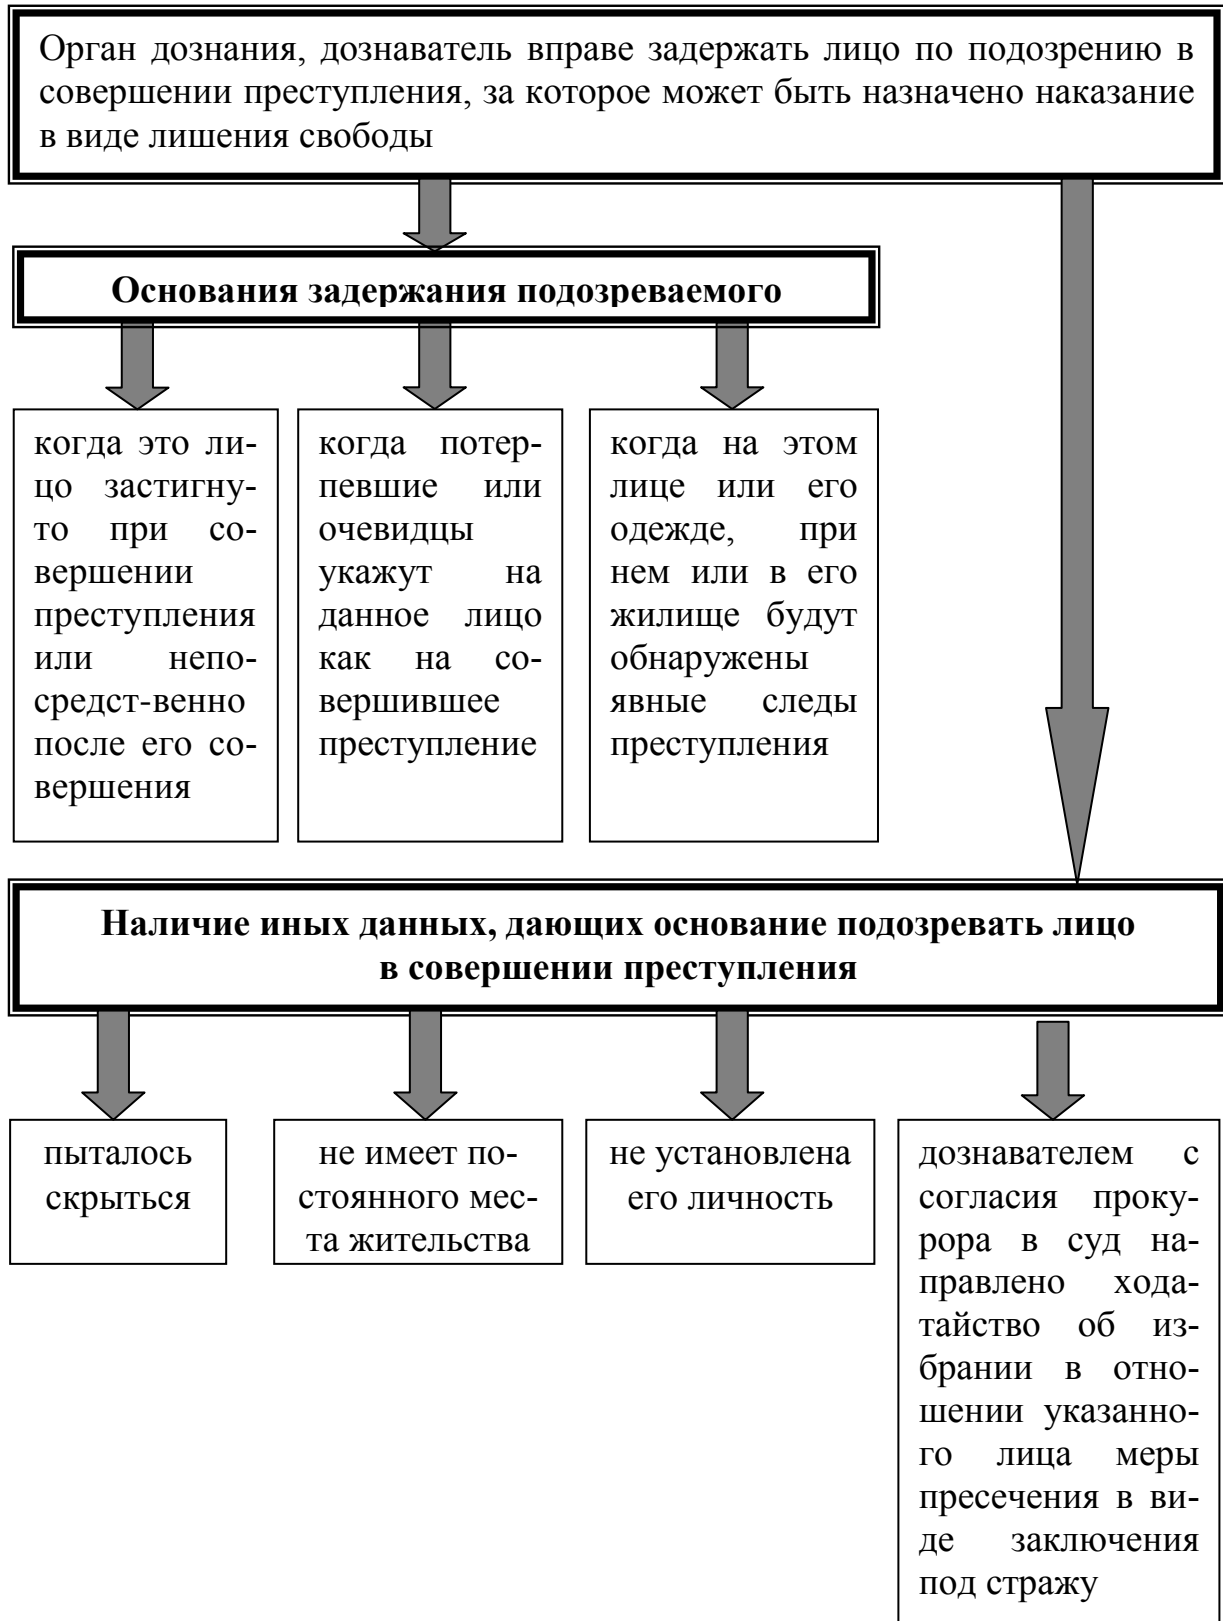 Орган дознания, дознаватель вправе задержать лицо по подозрению в
совершении преступления, за которое может быть назначено наказание
в виде лишения свободы
Основания задержания подозреваемого
когда это ли-
цо застигну-
то при со-
вершении
преступления
или непо-
средст-венно
после его со-
вершения
когда потер-
певшие или
очевидцы
укажут на
данное лицо
как на со-
вершившее
преступление
когда на этом
лице или его
одежде, при
нем или в его
жилище будут
обнаружены
явные следы
преступления
Наличие иных данных, дающих основание подозревать лицо
в совершении преступления
пыталось
скрыться
не имеет по-
стоянного мес-
та жительства
не установлена
его личность
дознавателем с
согласия проку-
рора в суд на-
правлено хода-
тайство об из-
брании в отно-
шении указанно-
го лица меры
пресечения в ви-
де заключения
под стражу